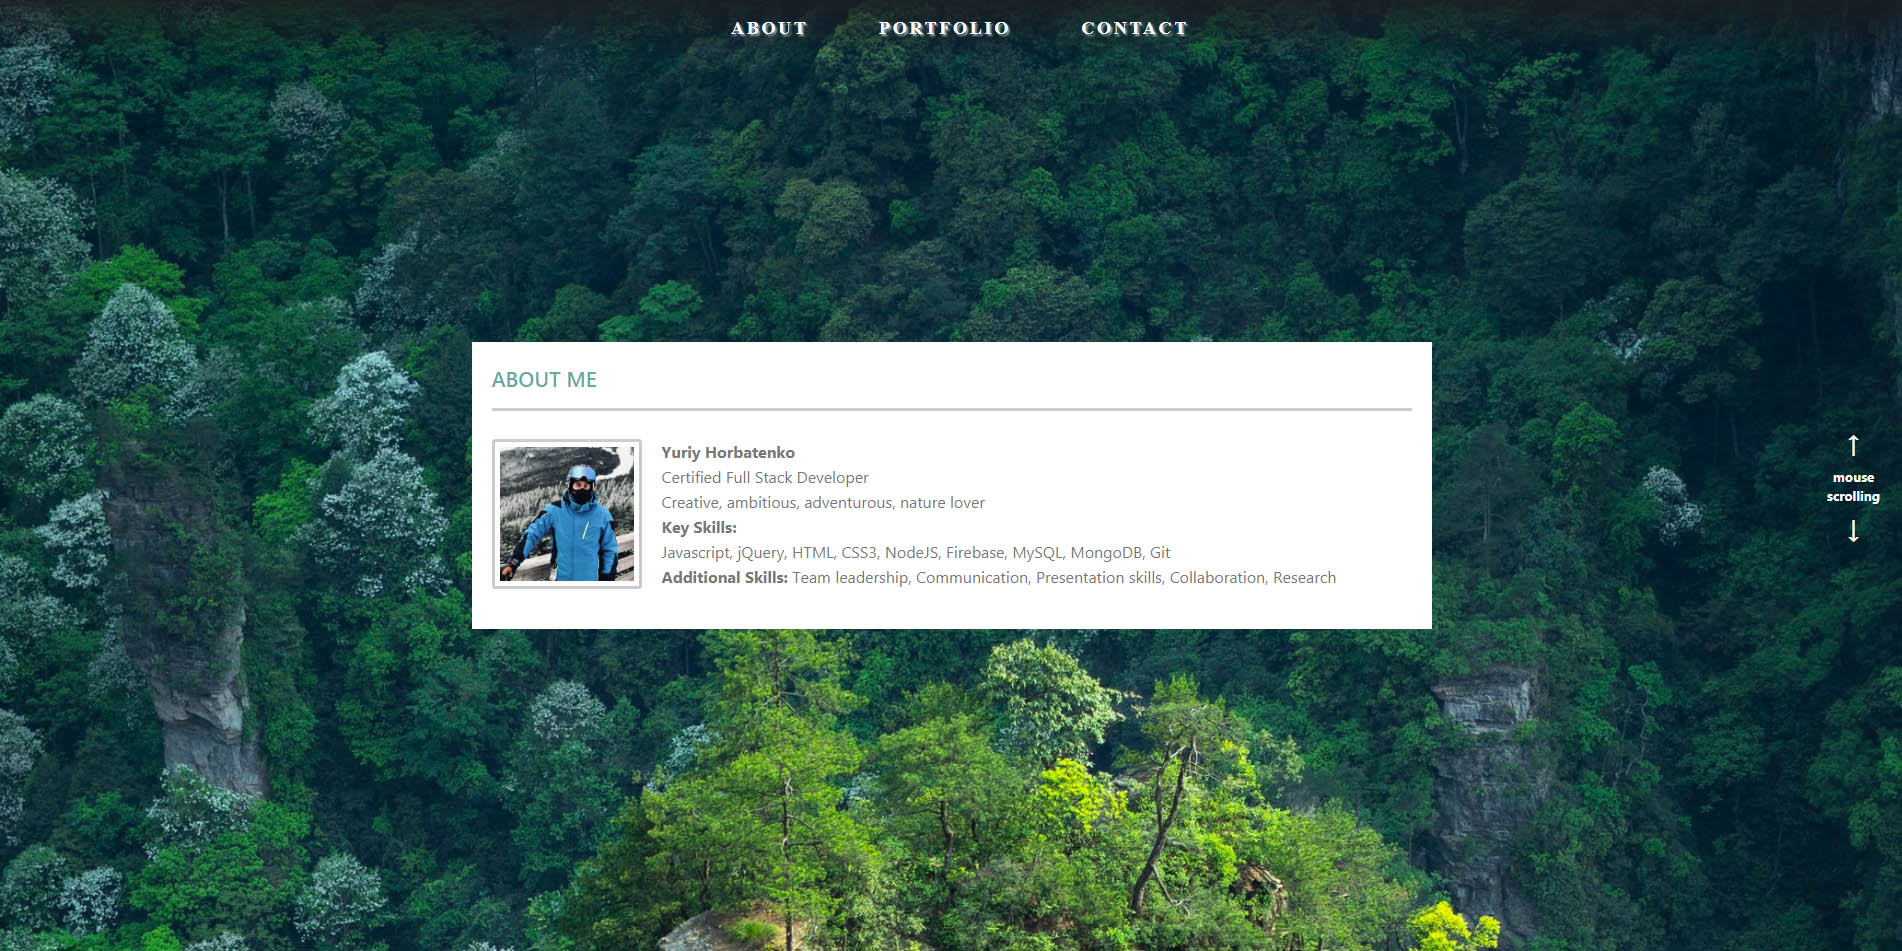 ABOUT PORTFOLIO CONTACT
ABOUT ME
Yuriy Horbatenko
Certified Full Stack Developer
Creative, ambitious, adventurous, nature lover
Key Skills:
Javascript, jQuery, HTML, CSS3, NodeJS, Firebase, MySQL, MongoDB, Git
Additional Skills: Team leadership, Communication, Presentation skills, Collaboration, Research
mouse
scrolling